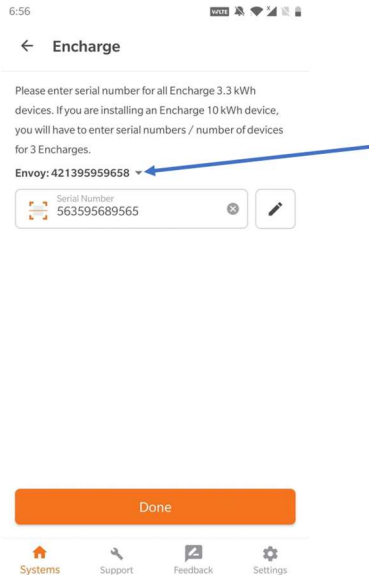 6:56
VoLTE
Encharge
Please enter serial number for all Encharge 3.3 kWh
devices. If you are installing an Encharge 10 kWh device,
you will have to enter serial numbers / number of devices
for 3 Encharges.
Envoy: 421395959658
Serial Number
563595689565
Done
Systems Support Feedback Settings